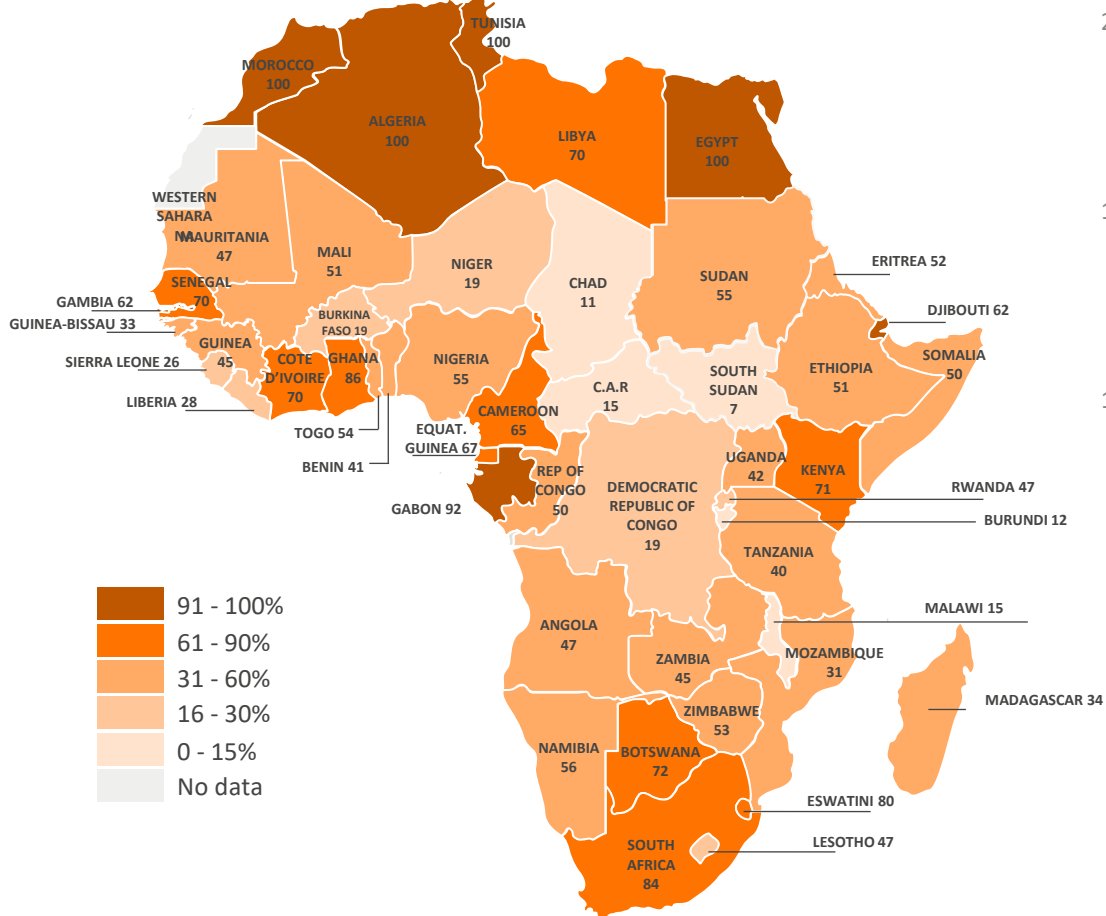 TUNISIA
100
MOROCCO
100
ALGERIA
100
LIBYA
70
EGYPT
100
WESTERN
SAHARA
NA
MAURITANIA
47
MALI
51
NIGER
19
CHAD
11
SUDAN
55
ERITREA 52
SENEGAL
70
GAMBIA 62
GUINEA-BISSAU 33
BURKINA
FASO 19
DJIBOUTI 62
GUINEA
45
SIERRA LEONE 26
COTE
D'IVOIRE
70
GHANA
86
NIGERIA
55
SOUTH
SUDAN
7
ETHIOPIA
51
SOMALIA
50
C.A.R
15
LIBERIA 28
CAMEROON
65
TOGO 54
EQUAT.
GUINEA 67
BENIN 41
UGANDA
42
KENYA
71
REP OF
CONGO
50
DEMOCRATIC
REPUBLIC OF
CONGO
19
RWANDA 47
GABON 92
BURUNDI 12
TANZANIA
40
91 - 100%
61 - 90%
31 - 60%
16 - 30%
0 - 15%
No data
MALAWI 15
ANGOLA
47
ZAMBIA
45
MOZAMBIQUE
31
MADAGASCAR 34
ZIMBABWE
53
NAMIBIA
56
BOTSWANA
72
ESWATINI 80
LESOTHO 47
SOUTH
AFRICA
84